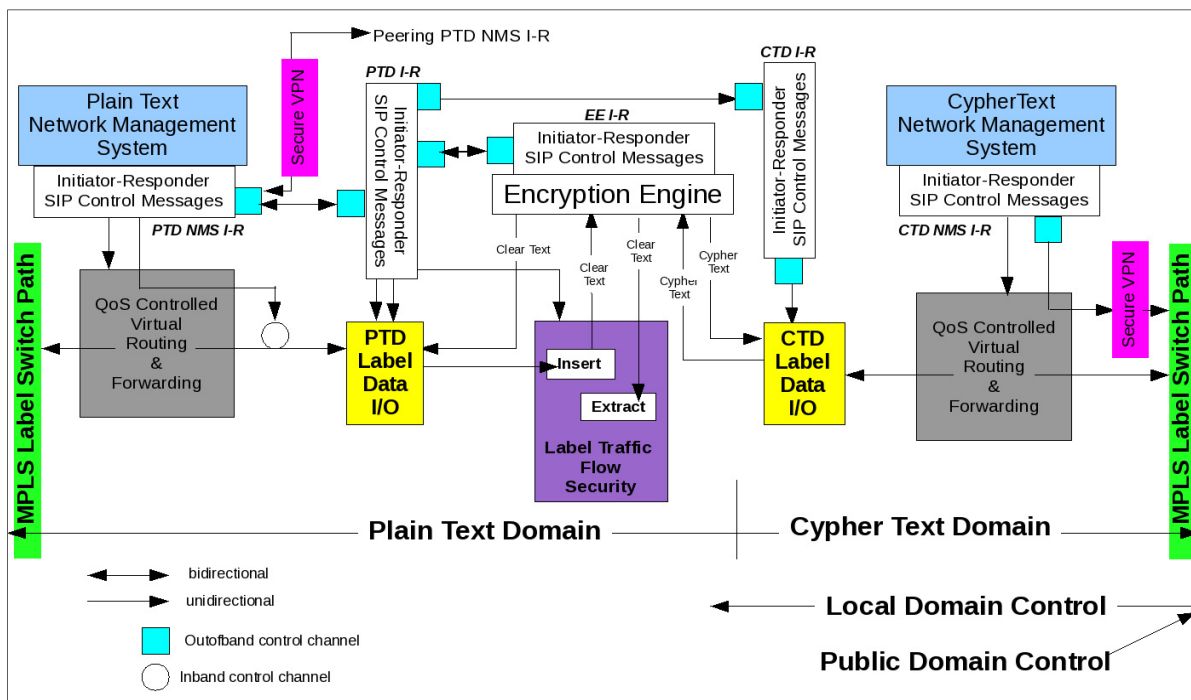 Peering PTD NMS I-R
Secure VPN
PTD I-R
CTD I-R
Plain Text
Network Management
System
Initiator-Responder
SIP Control Messages
PTD NMS I-R
Initiator-Responder
SIP Control Messages
EE I-R
Initiator-Responder
SIP Control Messages
Encryption Engine
Initiator-Responder
SIP Control Messages
CypherText
Network Management
System
Initiator-Responder
SIP Control Messages
CTD NMS I-R
Clear Text
Clear Text
Clear
Text
Cypher
Text
Cypher
Text
MPLS Label Switch Path
QoS Controlled
Virtual
Routing
&
Forwarding
PTD
Label
Data
I/O
Insert
Extract
Label Traffic
Flow
Security
CTD
Label
Data
I/O
QoS Controlled
Virtual
Routing
&
Forwarding
Secure VPN
MPLS Label Switch Path
Plain Text Domain
Cypher Text Domain
bidirectional
unidirectional
Outofband control channel
Inband control channel
Local Domain Control
Public Domain Control